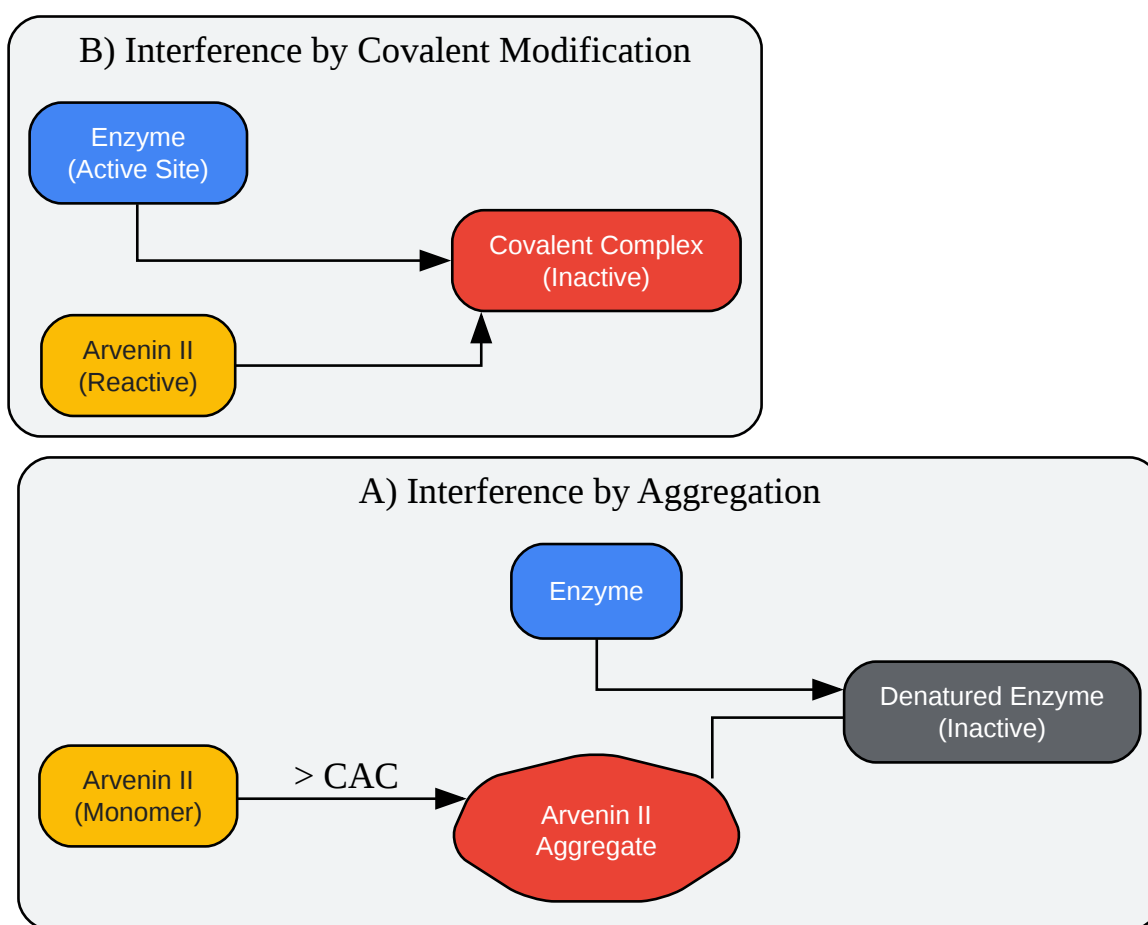 B) Interference by Covalent Modification
Enzyme
(Active Site)
Covalent Complex
(Inactive)
Arvenin II
(Reactive)
A) Interference by Aggregation
Enzyme
Denatured Enzyme
(Inactive)
Arvenin II
(Monomer)
> CAC
Arvenin II
Aggregate